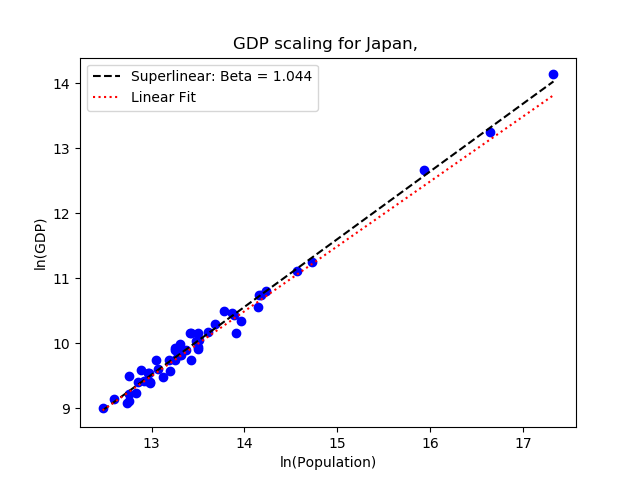 GDP scaling for Japan,
Superlinear: Beta = 1.044
Linear Fit
14
13
12
11
10
9
ln(GDP)
13 14 15 16 17
ln(Population)